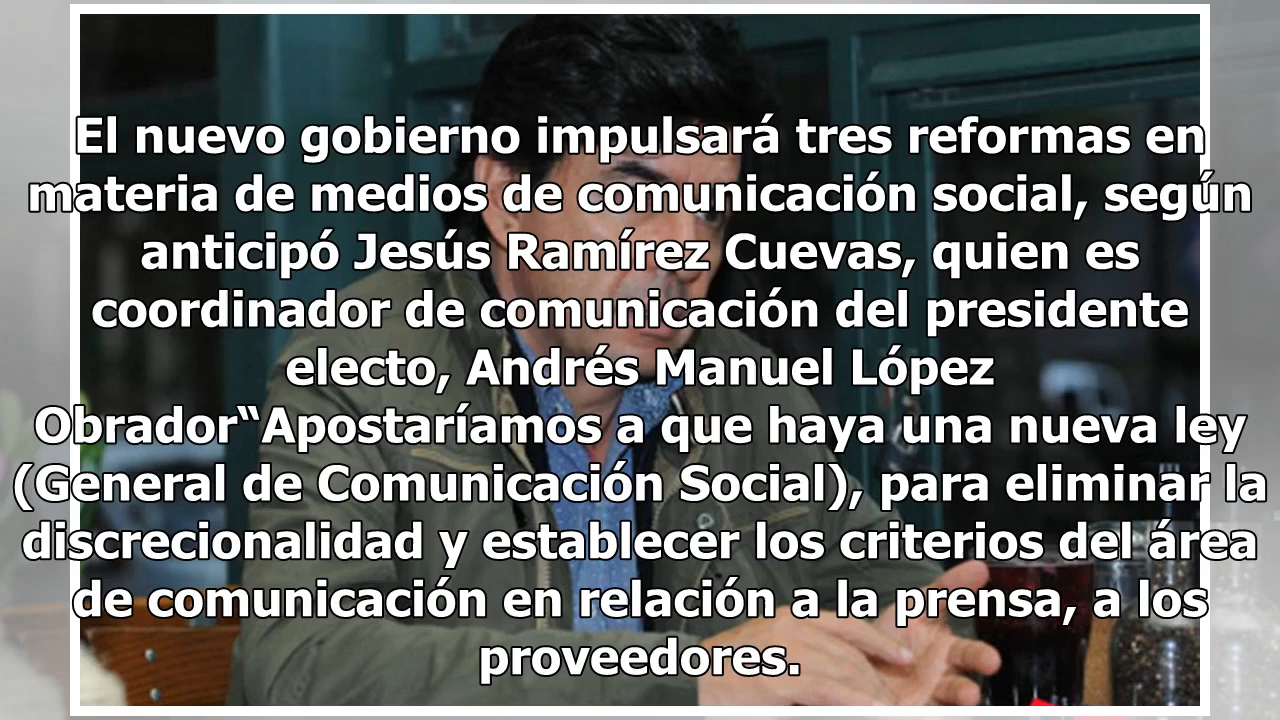 El nuevo gobierno impulsará tres reformas en
materia de medios de comunicación social, según
anticipó Jesús Ramírez Cuevas, quien es
coordinador de comunicación del presidente
electo, Andrés Manuel López
Obrador“Apostaríamos a que haya una nueva ley
(General de Comunicación Social), para eliminar la
discrecionalidad y establecer los criterios del área
de comunicación en relación a la prensa, a los
proveedores.